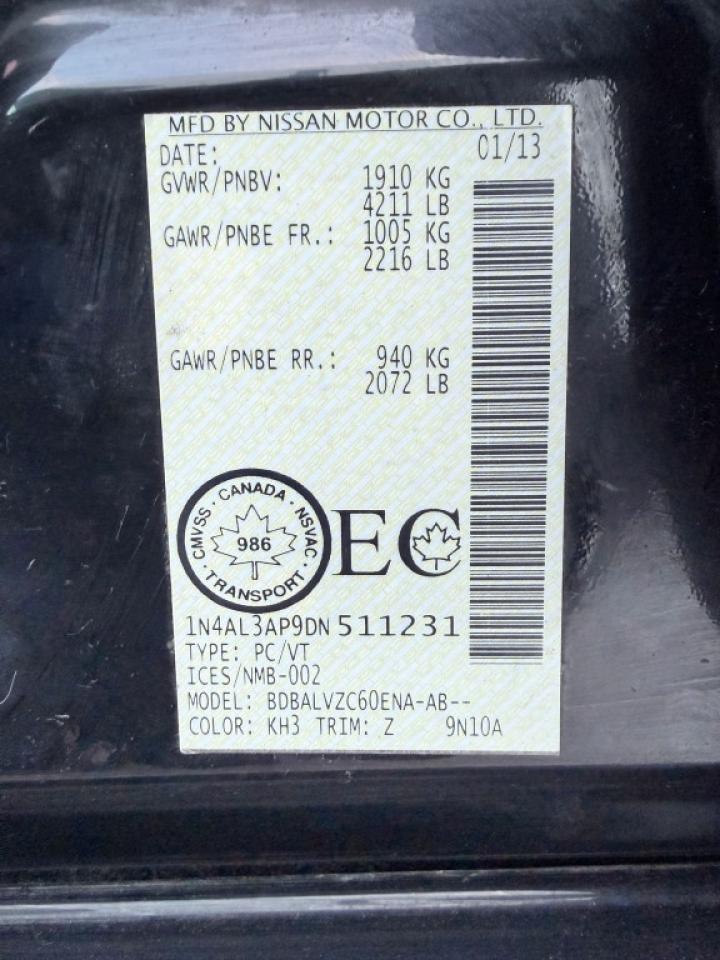 MFD BY NISSAN MOTOR CO., LTD.
DATE: 01/13
GVWR/PNBV: 1910 KG
4211 LB
GAWR/PNBE FR.: 1005 KG
2216 LB
GAWR/PNBE RR.: 940 KG
2072 LB
CMVSS · CANADA · NSVAC · TRANSPORT ·
986
EC
1N4AL3AP9DN511231
TYPE: PC/VT
ICES/NMB-002
MODEL: BDBALVZC60ENA-AB--
COLOR: KH3 TRIM: Z 9N10A